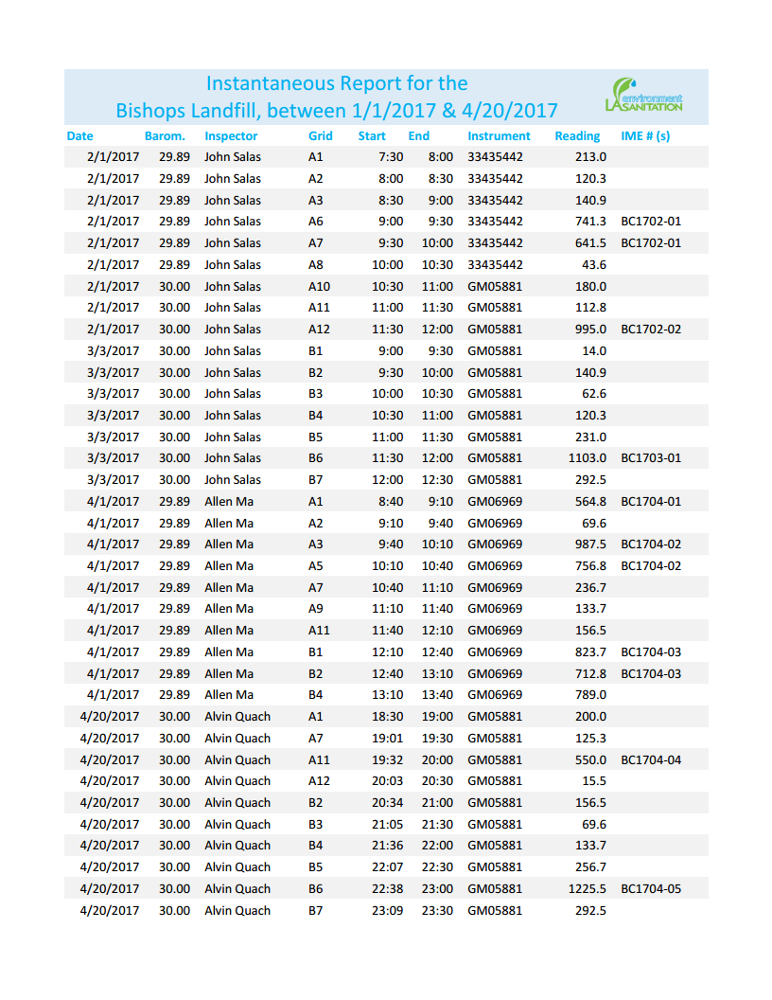 Instantaneous Report for the
Bishops Landfill, between 1/1/2017 & 4/20/2017
environment
LASANITATION
Date Barom. Inspector Grid Start End Instrument Reading IME # (s)
2/1/2017 29.89 John Salas A1 7:30 8:00 33435442 213.0
2/1/2017 29.89 John Salas A2 8:00 8:30 33435442 120.3
2/1/2017 29.89 John Salas A3 8:30 9:00 33435442 140.9
2/1/2017 29.89 John Salas A6 9:00 9:30 33435442 741.3 BC1702-01
2/1/2017 29.89 John Salas A7 9:30 10:00 33435442 641.5 BC1702-01
2/1/2017 29.89 John Salas A8 10:00 10:30 33435442 43.6
2/1/2017 30.00 John Salas A10 10:30 11:00 GM05881 180.0
2/1/2017 30.00 John Salas A11 11:00 11:30 GM05881 112.8
2/1/2017 30.00 John Salas A12 11:30 12:00 GM05881 995.0 BC1702-02
3/3/2017 30.00 John Salas B1 9:00 9:30 GM05881 14.0
3/3/2017 30.00 John Salas B2 9:30 10:00 GM05881 140.9
3/3/2017 30.00 John Salas B3 10:00 10:30 GM05881 62.6
3/3/2017 30.00 John Salas B4 10:30 11:00 GM05881 120.3
3/3/2017 30.00 John Salas B5 11:00 11:30 GM05881 231.0
3/3/2017 30.00 John Salas B6 11:30 12:00 GM05881 1103.0 BC1703-01
3/3/2017 30.00 John Salas B7 12:00 12:30 GM05881 292.5
4/1/2017 29.89 Allen Ma A1 8:40 9:10 GM06969 564.8 BC1704-01
4/1/2017 29.89 Allen Ma A2 9:10 9:40 GM06969 69.6
4/1/2017 29.89 Allen Ma A3 9:40 10:10 GM06969 987.5 BC1704-02
4/1/2017 29.89 Allen Ma A5 10:10 10:40 GM06969 756.8 BC1704-02
4/1/2017 29.89 Allen Ma A7 10:40 11:10 GM06969 236.7
4/1/2017 29.89 Allen Ma A9 11:10 11:40 GM06969 133.7
4/1/2017 29.89 Allen Ma A11 11:40 12:10 GM06969 156.5
4/1/2017 29.89 Allen Ma B1 12:10 12:40 GM06969 823.7 BC1704-03
4/1/2017 29.89 Allen Ma B2 12:40 13:10 GM06969 712.8 BC1704-03
4/1/2017 29.89 Allen Ma B4 13:10 13:40 GM06969 789.0
4/20/2017 30.00 Alvin Quach A1 18:30 19:00 GM05881 200.0
4/20/2017 30.00 Alvin Quach A7 19:01 19:30 GM05881 125.3
4/20/2017 30.00 Alvin Quach A11 19:32 20:00 GM05881 550.0 BC1704-04
4/20/2017 30.00 Alvin Quach A12 20:03 20:30 GM05881 15.5
4/20/2017 30.00 Alvin Quach B2 20:34 21:00 GM05881 156.5
4/20/2017 30.00 Alvin Quach B3 21:05 21:30 GM05881 69.6
4/20/2017 30.00 Alvin Quach B4 21:36 22:00 GM05881 133.7
4/20/2017 30.00 Alvin Quach B5 22:07 22:30 GM05881 256.7
4/20/2017 30.00 Alvin Quach B6 22:38 23:00 GM05881 1225.5 BC1704-05
4/20/2017 30.00 Alvin Quach B7 23:09 23:30 GM05881 292.5